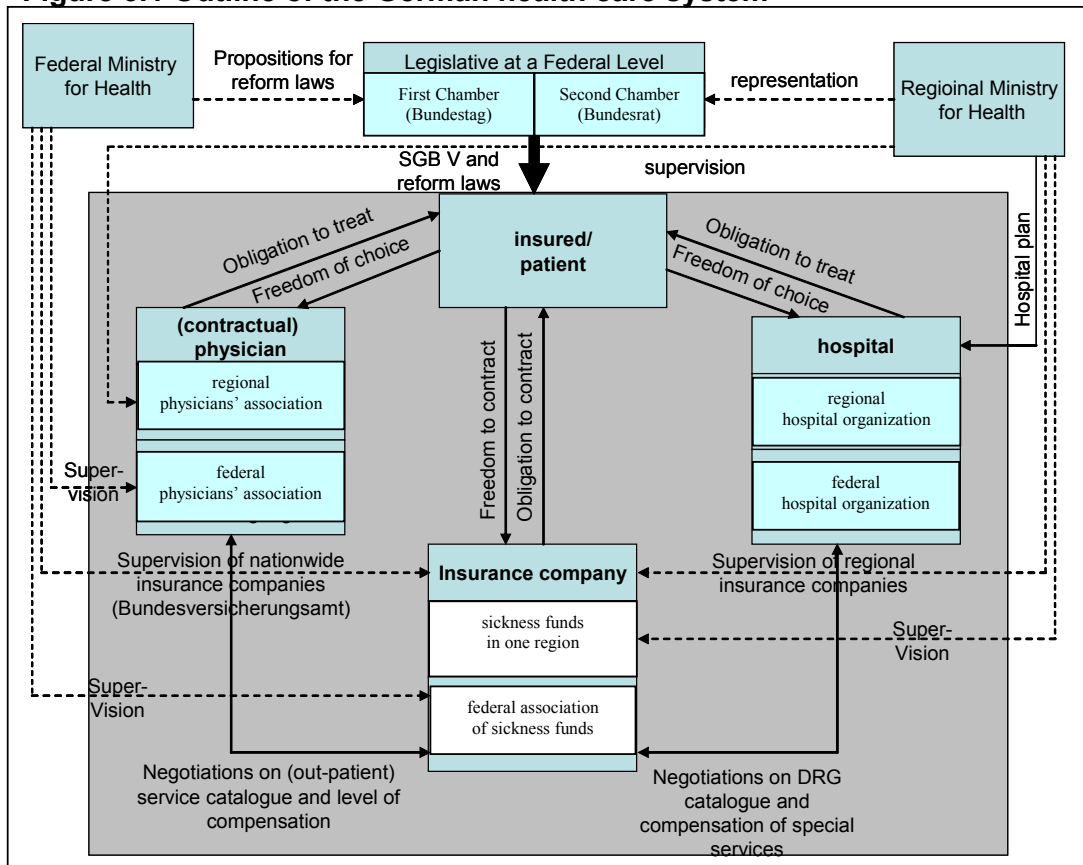 Figure 3.1 Outline of the German health care system
Federal Ministry
for Health
Propositions for
reform laws
Legislative at a Federal Level
First Chamber
(Bundestag)
Second Chamber
(Bundesrat)
representation
Regioinal Ministry
for Health
SGB V and
reform laws
supervision
insured/
patient
Obligation to treat
Freedom of choice
Obligation to treat
Freedom of choice
Hospital plan
(contractual)
physician
regional
physicians' association
federal
physicians' association
hospital
regional
hospital organization
federal
hospital organization
Super-
vision
Freedom to contract
Obligation to contract
Supervision of nationwide
insurance companies
(Bundesversicherungsamt)
Insurance company
sickness funds
in one region
federal association
of sickness funds
Supervision of regional
insurance companies
Super-
Vision
Super-
Vision
Negotiations on (out-patient)
service catalogue and level of
compensation
Negotiations on DRG
catalogue and
compensation of special
services